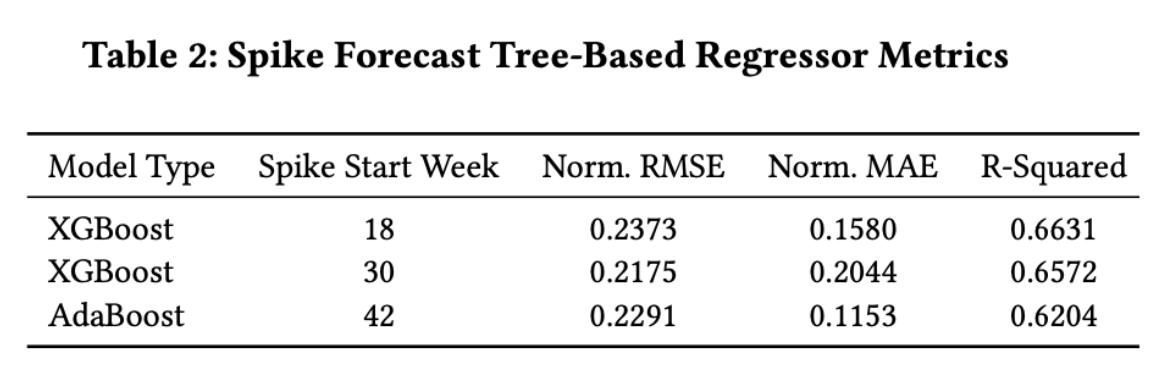 Table 2: Spike Forecast Tree-Based Regressor Metrics
Model Type Spike Start Week Norm. RMSE Norm. MAE R-Squared
XGBoost 18 0.2373 0.1580 0.6631
XGBoost 30 0.2175 0.2044 0.6572
AdaBoost 42 0.2291 0.1153 0.6204